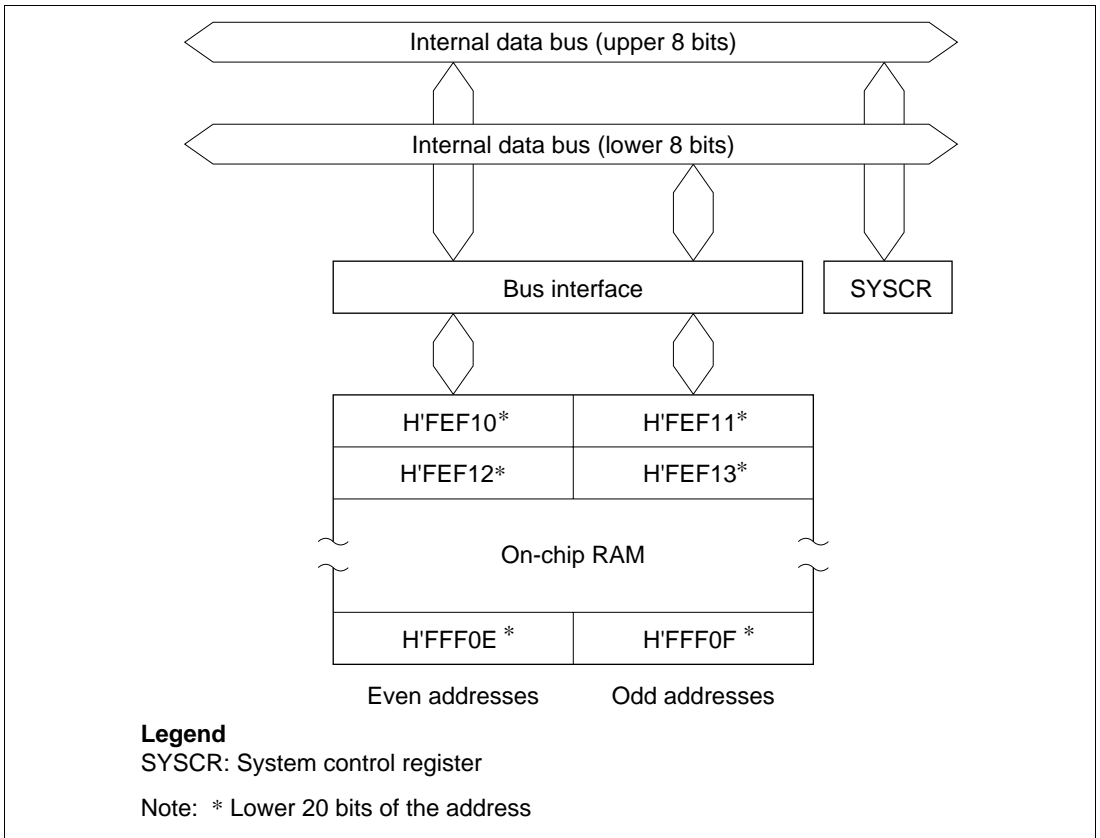 Internal data bus (upper 8 bits)
Internal data bus (lower 8 bits)
Bus interface
SYSCR
H'FEF10*
H'FEF11*
H'FEF12*
H'FEF13*
On-chip RAM
H'FFF0E *
H'FFF0F *
Even addresses
Odd addresses
Legend
SYSCR: System control register
Note: * Lower 20 bits of the address